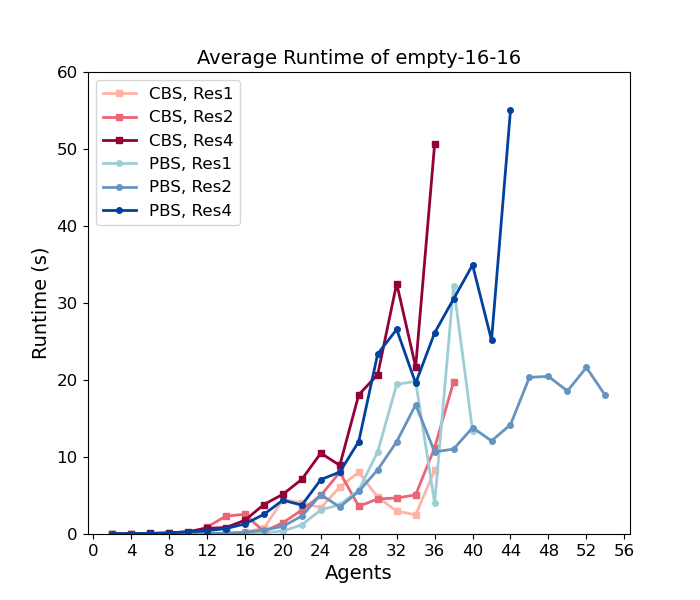 Average Runtime of empty-16-16
60
50
40
30
20
10
0
Runtime (s)
CBS, Res1
CBS, Res2
CBS, Res4
PBS, Res1
PBS, Res2
PBS, Res4
0 4 8 12 16 20 24 28 32 36 40 44 48 52 56
Agents